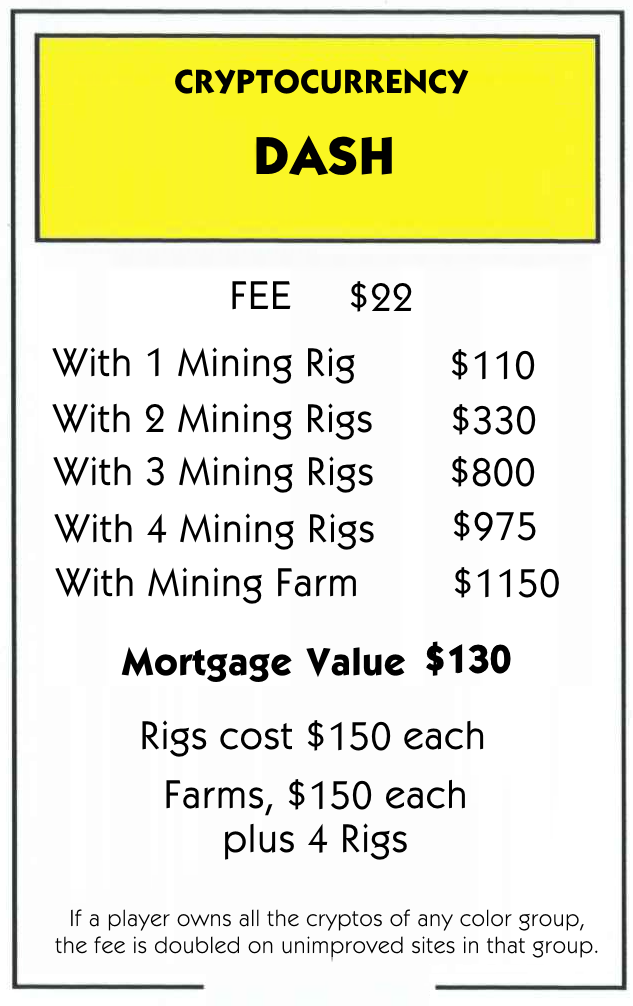 CRYPTOCURRENCY
DASH
FEE $22
With 1 Mining Rig $110
With 2 Mining Rigs $330
With 3 Mining Rigs $800
With 4 Mining Rigs $975
With Mining Farm $1150
Mortgage Value $130
Rigs cost $150 each
Farms, $150 each
plus 4 Rigs
If a player owns all the cryptos of any color group,
the fee is doubled on unimproved sites in that group.